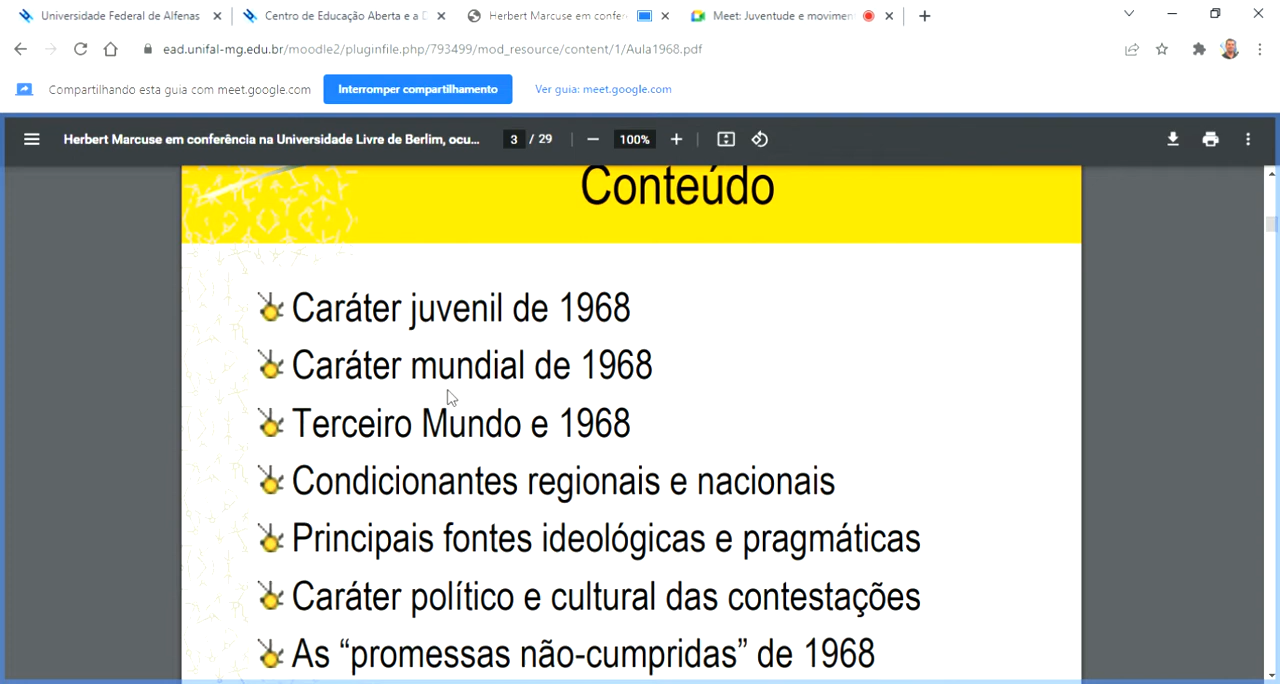 Universidade Federal de Alfenas
Centro de Educação Aberta e a D
Herbert Marcuse em confer
Meet: Juventude e movimen
ead.unifal-mg.edu.br/moodle2/pluginfile.php/793499/mod_resource/content/1/Aula1968.pdf
Compartilhando esta guia com meet.google.com
Interromper compartilhamento
Ver guia: meet.google.com
Herbert Marcuse em conferência na Universidade Livre de Berlim, ocu...
3 / 29
100%
Conteúdo
Caráter juvenil de 1968
Caráter mundial de 1968
Terceiro Mundo e 1968
Condicionantes regionais e nacionais
Principais fontes ideológicas e pragmáticas
Caráter político e cultural das contestações
As “promessas não-cumpridas” de 1968